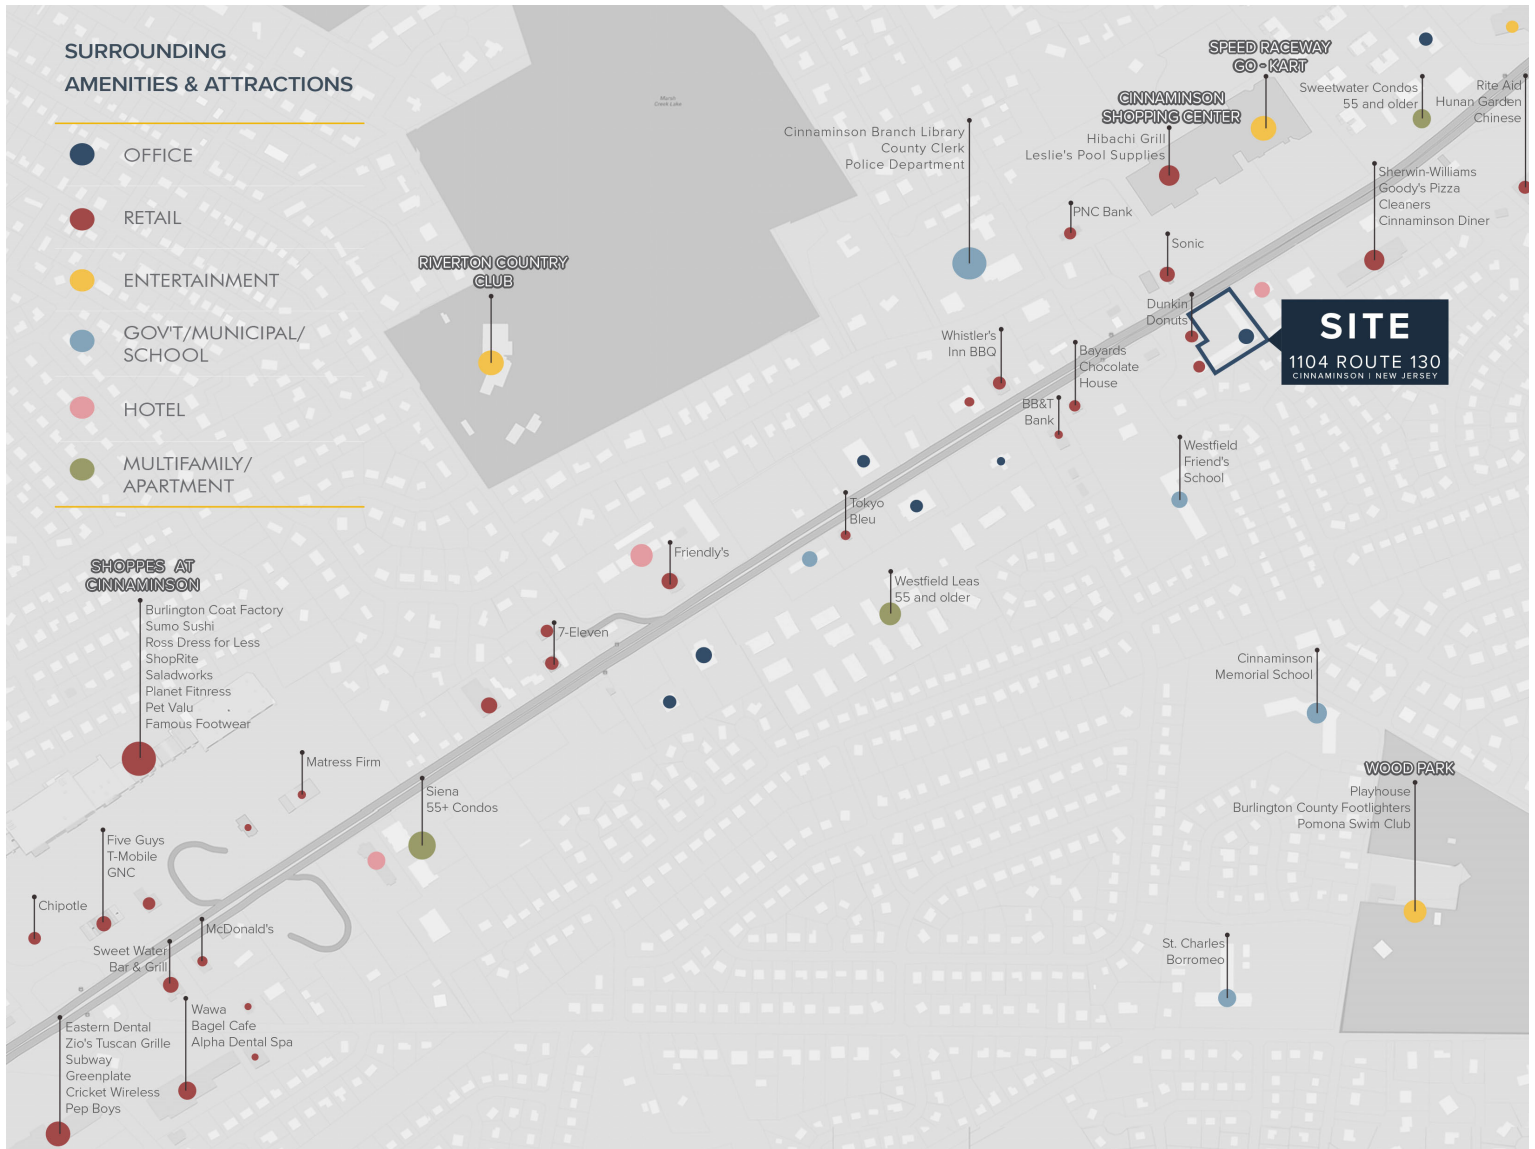 SURROUNDING
AMENITIES & ATTRACTIONS
OFFICE
RETAIL
ENTERTAINMENT
GOV'T/MUNICIPAL/
SCHOOL
HOTEL
MULTIFAMILY/
APARTMENT
Marsh
Creek Lake
SPEED RACEWAY
GO - KART
CINNAMINSON
SHOPPING CENTER
Hibachi Grill
Leslie's Pool Supplies
Sweetwater Condos
55 and older
Rite Aid
Hunan Garden
Chinese
Cinnaminson Branch Library
County Clerk
Police Department
Sherwin-Williams
Goody's Pizza
Cleaners
Cinnaminson Diner
PNC Bank
Sonic
RIVERTON COUNTRY
CLUB
Dunkin
Donuts
SITE
1104 ROUTE 130
CINNAMINSON | NEW JERSEY
Whistler's
Inn BBQ
Bayards
Chocolate
House
BB&T
Bank
Westfield
Friend's
School
Tokyo
Bleu
Friendly's
Westfield Leas
55 and older
SHOPPES AT
CINNAMINSON
Burlington Coat Factory
Sumo Sushi
Ross Dress for Less
ShopRite
Saladworks
Planet Fitnress
Pet Valu
Famous Footwear
7-Eleven
Cinnaminson
Memorial School
Matress Firm
Siena
55+ Condos
WOOD PARK
Playhouse
Burlington County Footlighters
Pomona Swim Club
Five Guys
T-Mobile
GNC
Chipotle
McDonald's
Sweet Water
Bar & Grill
St. Charles
Borromeo
Wawa
Bagel Cafe
Alpha Dental Spa
Eastern Dental
Zio's Tuscan Grille
Subway
Greenplate
Cricket Wireless
Pep Boys